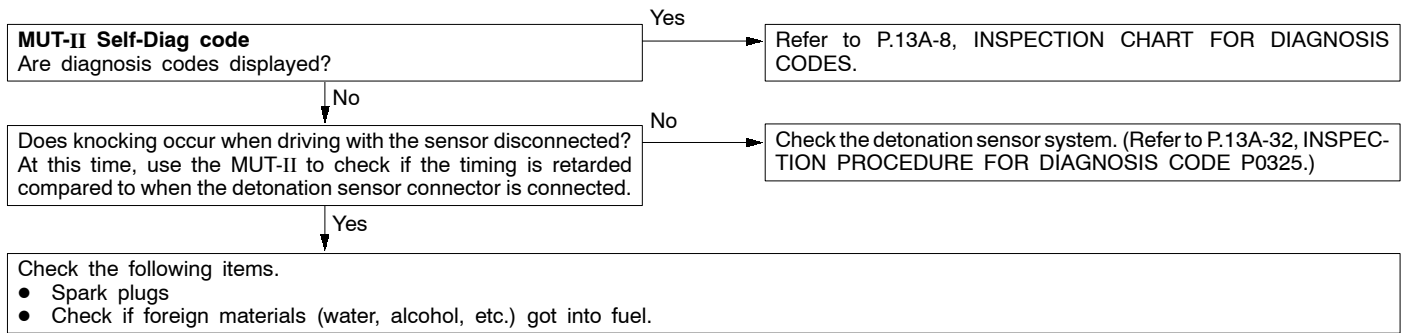 MUT-II Self-Diag code
Are diagnosis codes displayed?
Yes
Refer to P.13A-8, INSPECTION CHART FOR DIAGNOSIS
CODES.
No
Does knocking occur when driving with the sensor disconnected?
At this time, use the MUT-II to check if the timing is retarded
compared to when the detonation sensor connector is connected.
No
Check the detonation sensor system. (Refer to P.13A-32, INSPEC-
TION PROCEDURE FOR DIAGNOSIS CODE P0325.)
Yes
Check the following items.
● Spark plugs
● Check if foreign materials (water, alcohol, etc.) got into fuel.